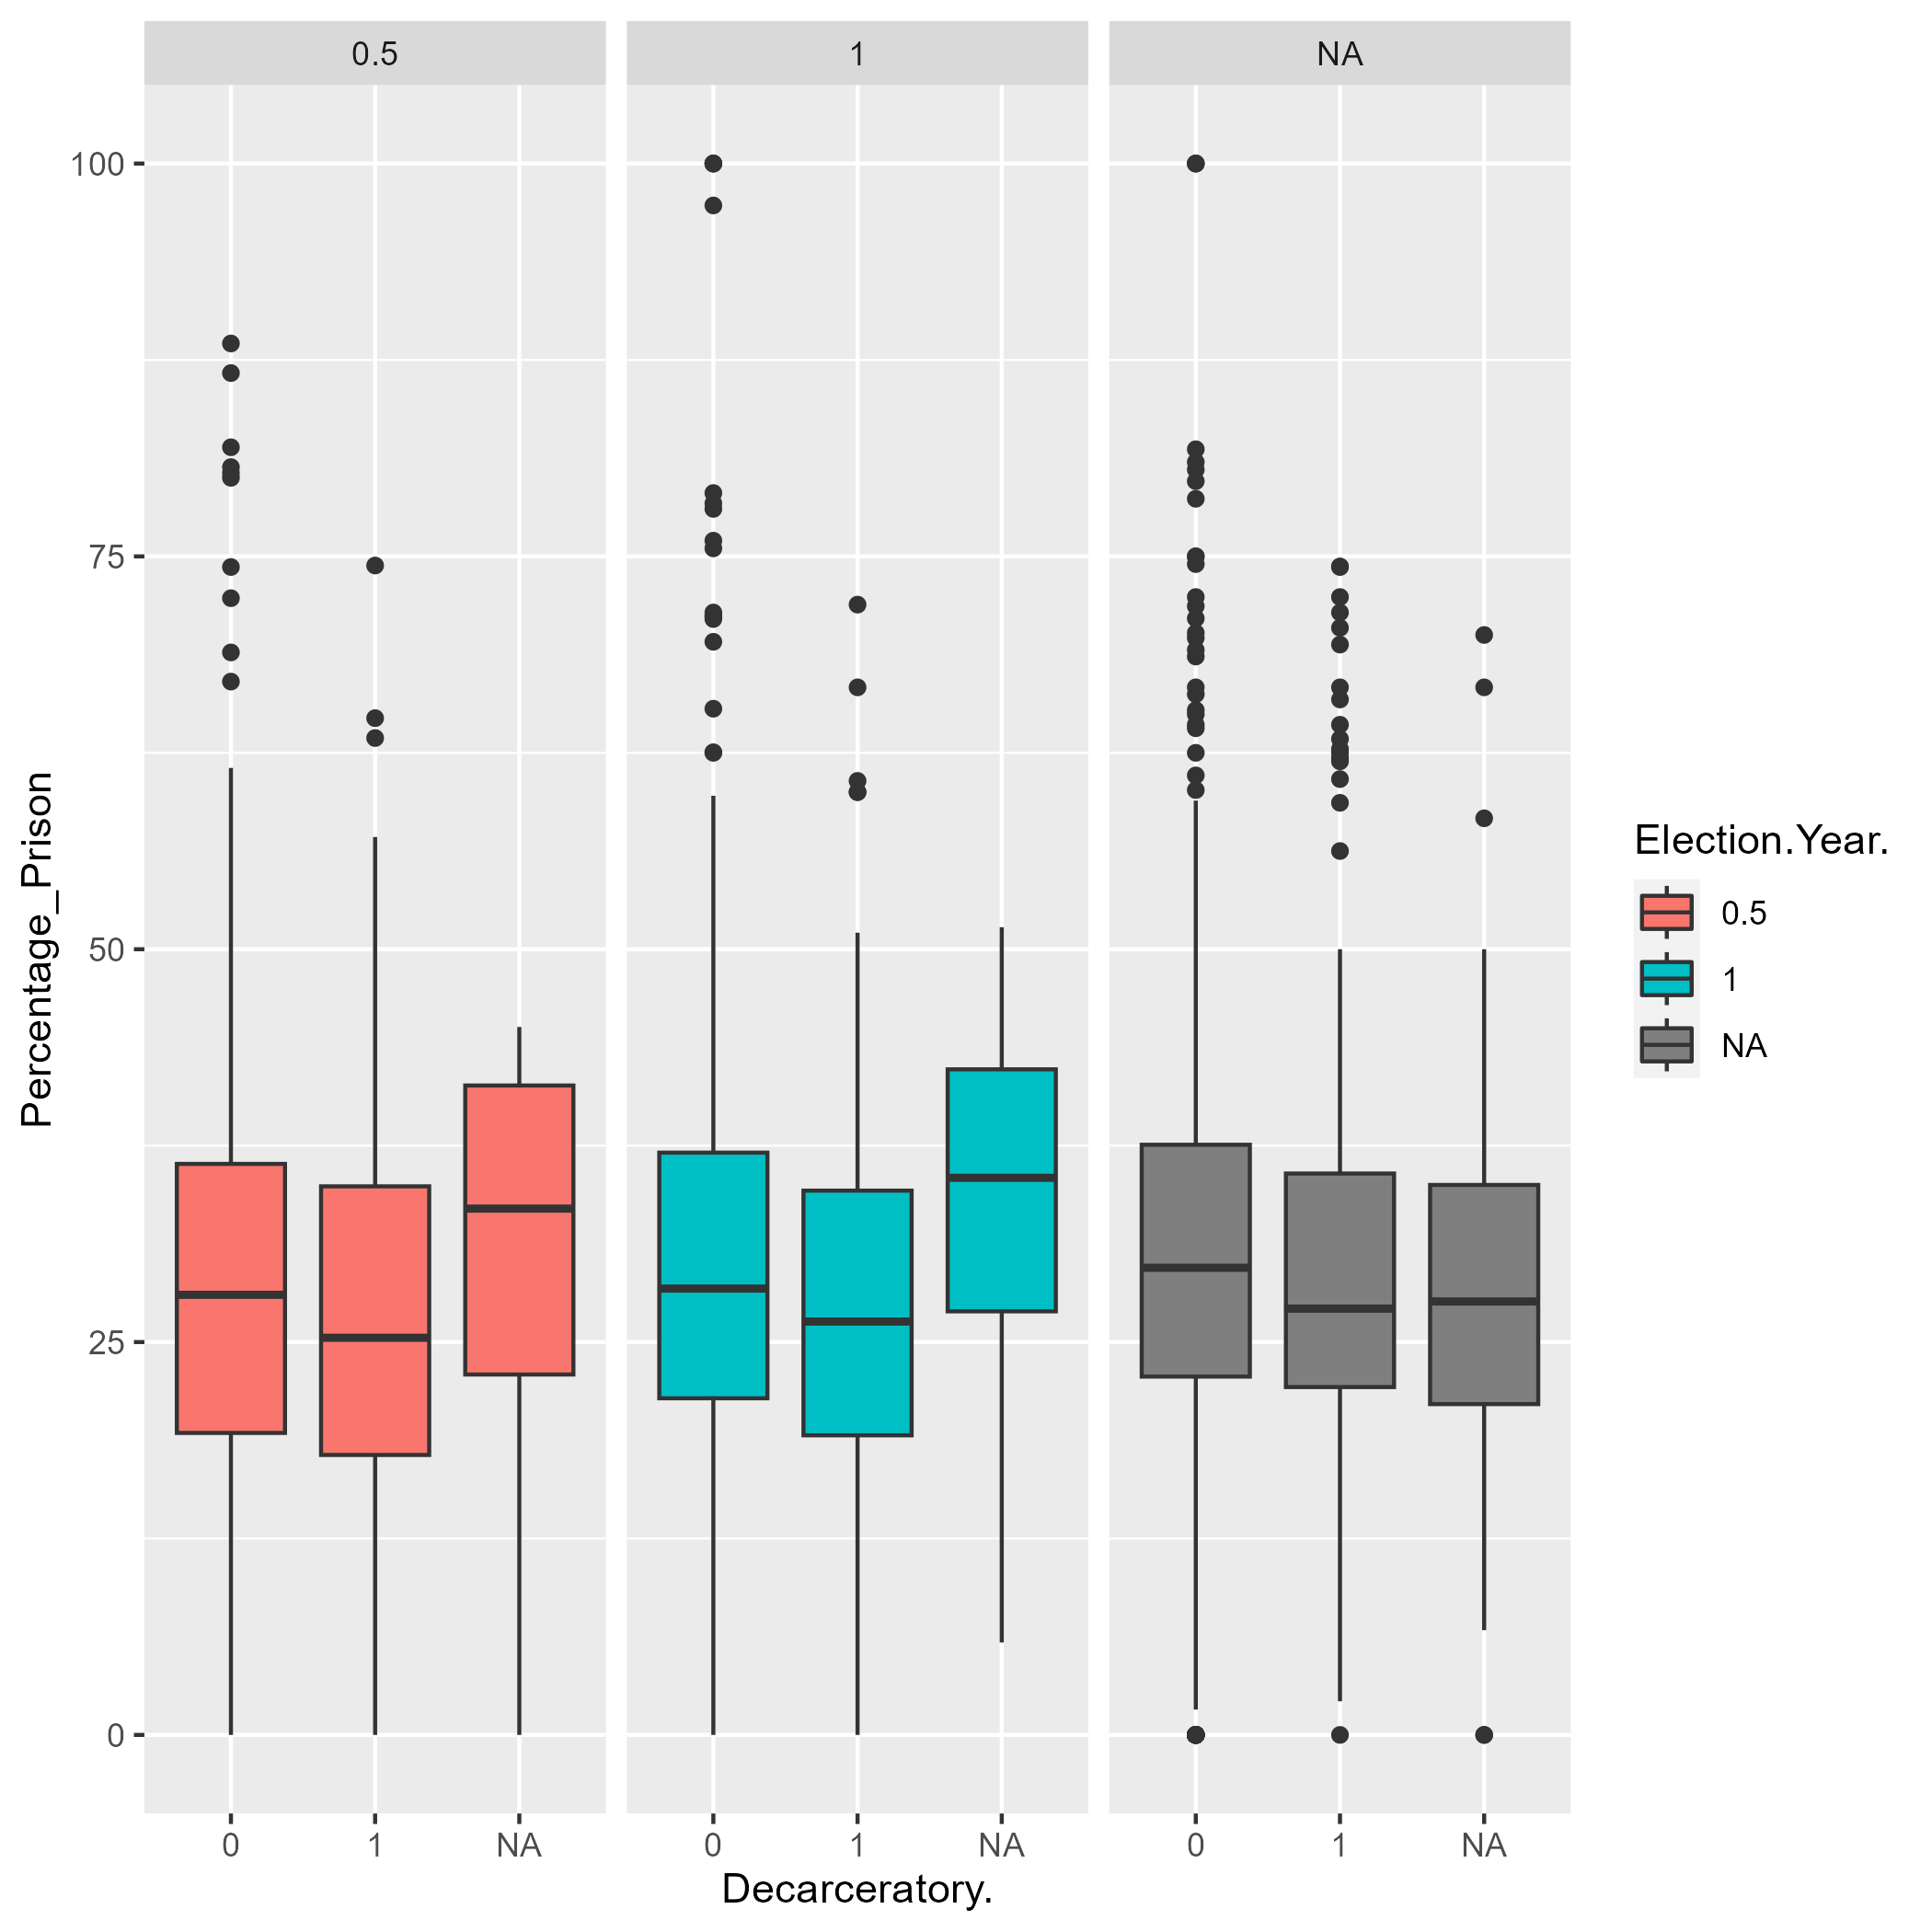 0.5
1
NA
100
75
50
25
0
Percentage_Prison
0 1 NA
0 1 NA
0 1 NA
Decarceratory.
Election.Year.
0.5
1
NA